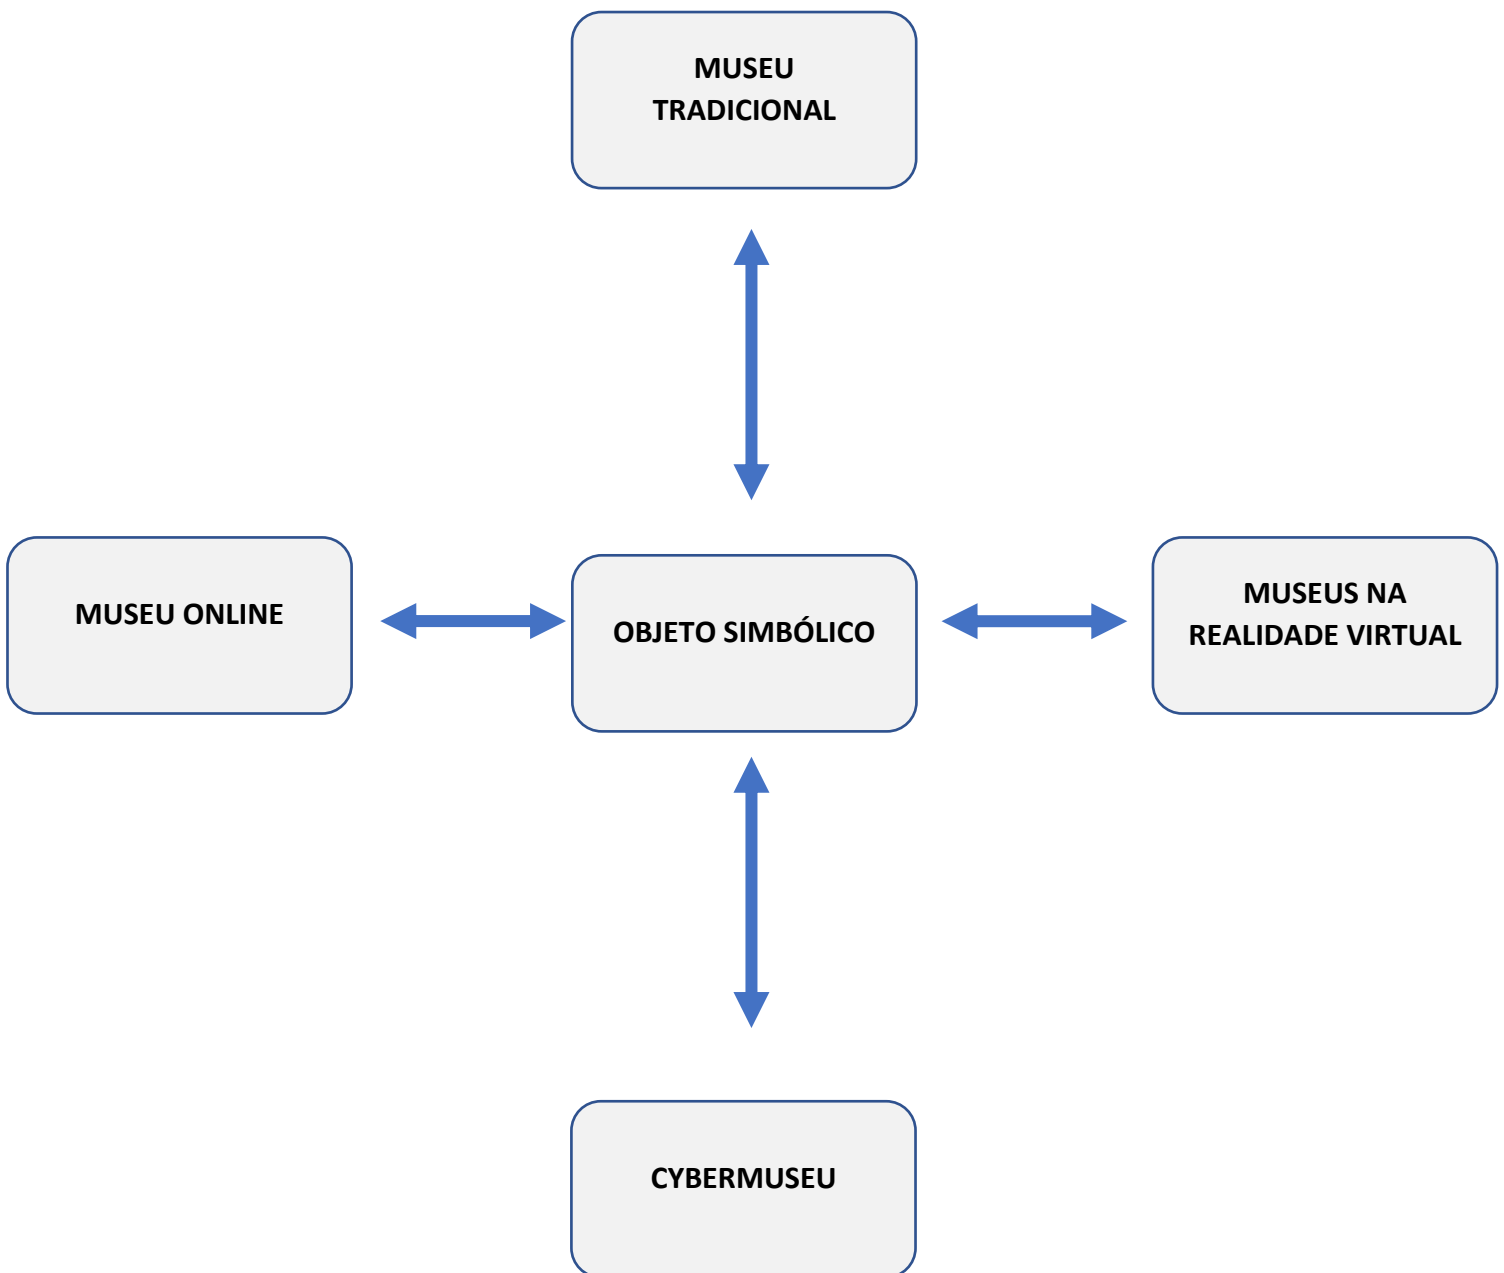 MUSEU
TRADICIONAL
MUSEU ONLINE
OBJETO SIMBÓLICO
MUSEUS NA
REALIDADE VIRTUAL
CYBERMUSEU